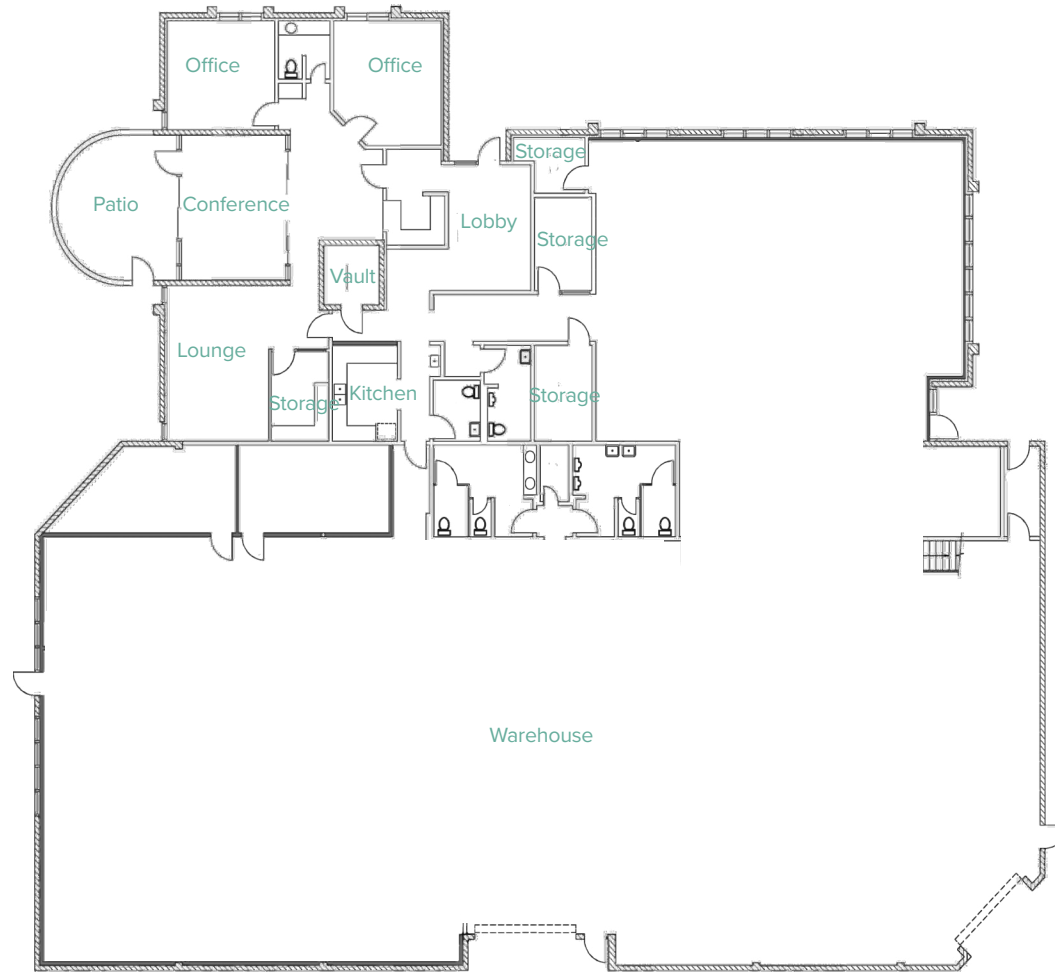 Office
Office
Storage
Patio
Conference
Lobby
Storage
Vault
Lounge
Storage
Kitchen
Storage
Warehouse